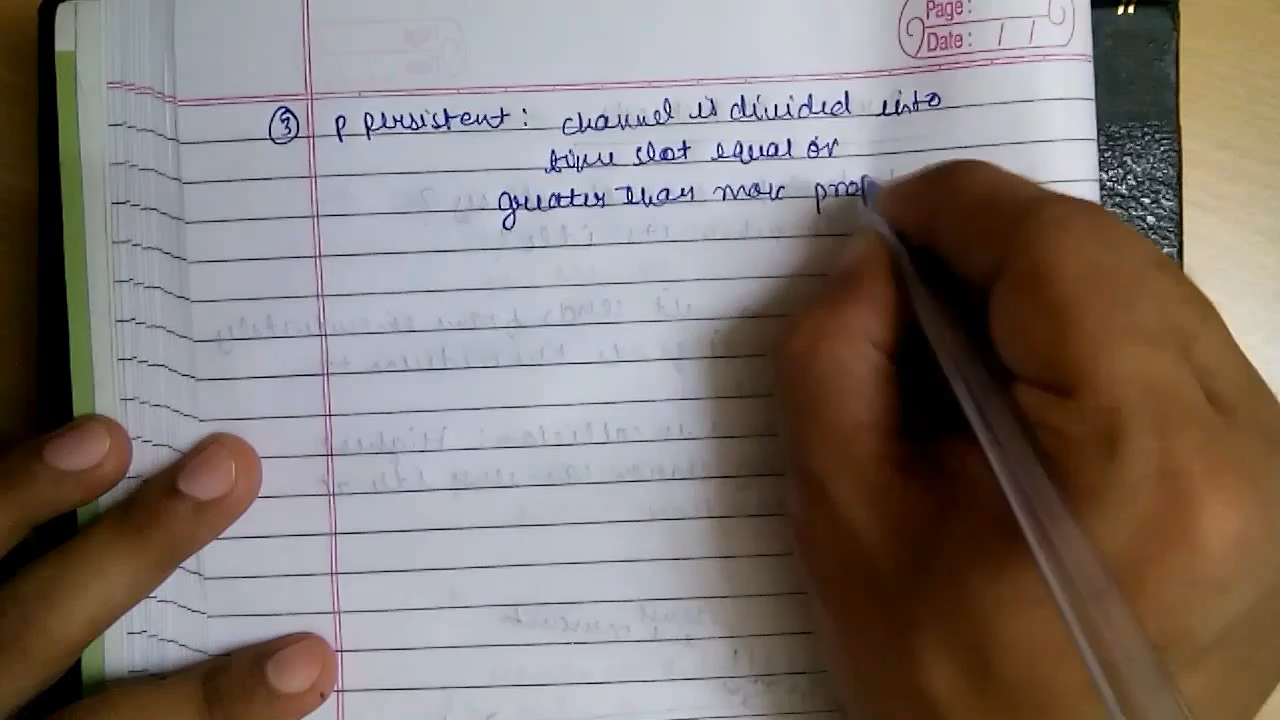 Page:
Date: / /
③ p persistent: channel is divided into
time slot equal or
greater than max prop